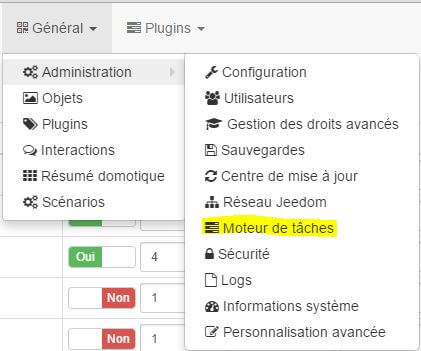 Général
Plugins
Administration
Objets
Plugins
Interactions
Résumé domotique
Scénarios
Configuration
Utilisateurs
Gestion des droits avancés
Sauvegardes
Centre de mise à jour
Réseau Jeedom
Moteur de tâches
Sécurité
Logs
Informations système
Personnalisation avancée
Oui 4
Non 1
Non 1